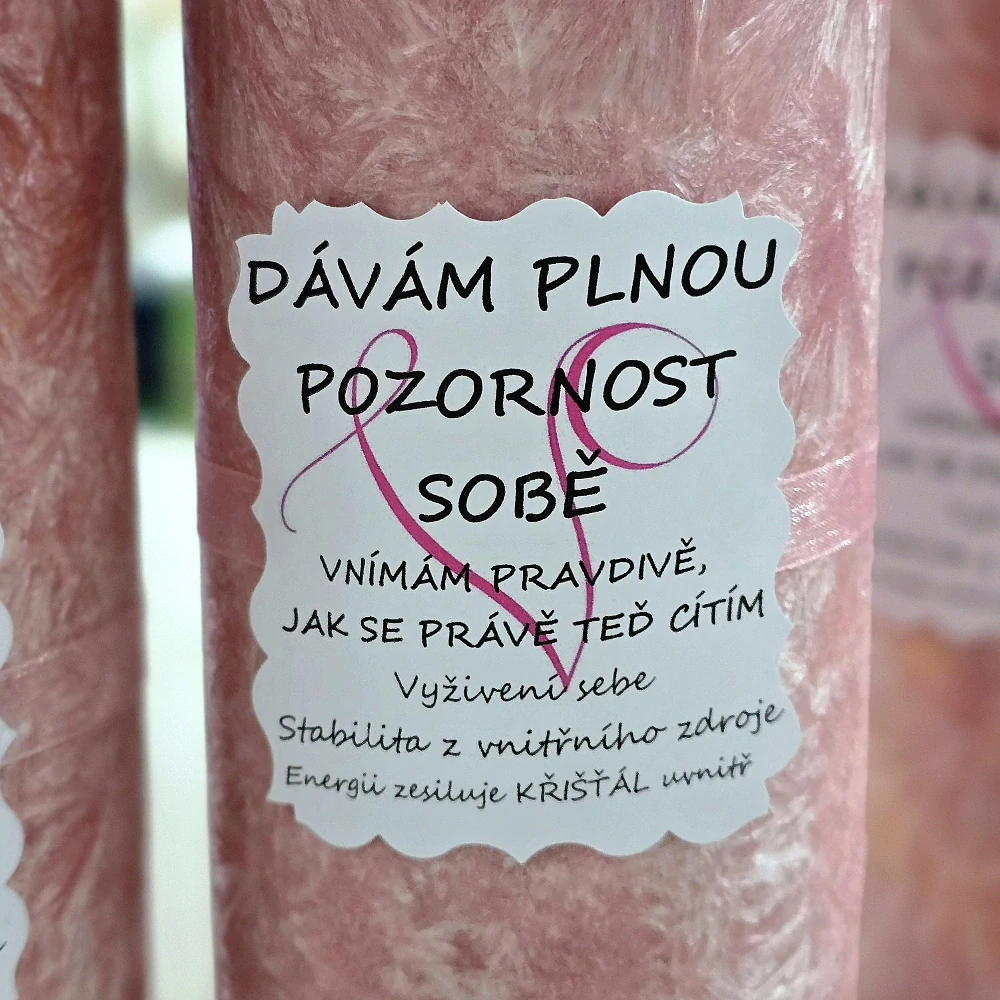 DÁVÁM PLNOU
POZORNOST
SOBĚ
VNÍMÁM PRAVDIVĚ,
JAK SE PRÁVĚ TEĎ CÍTÍM
Vyživení sebe
Stabilita z vnitřního zdroje
Energii zesiluje KŘIŠŤÁL uvnitř